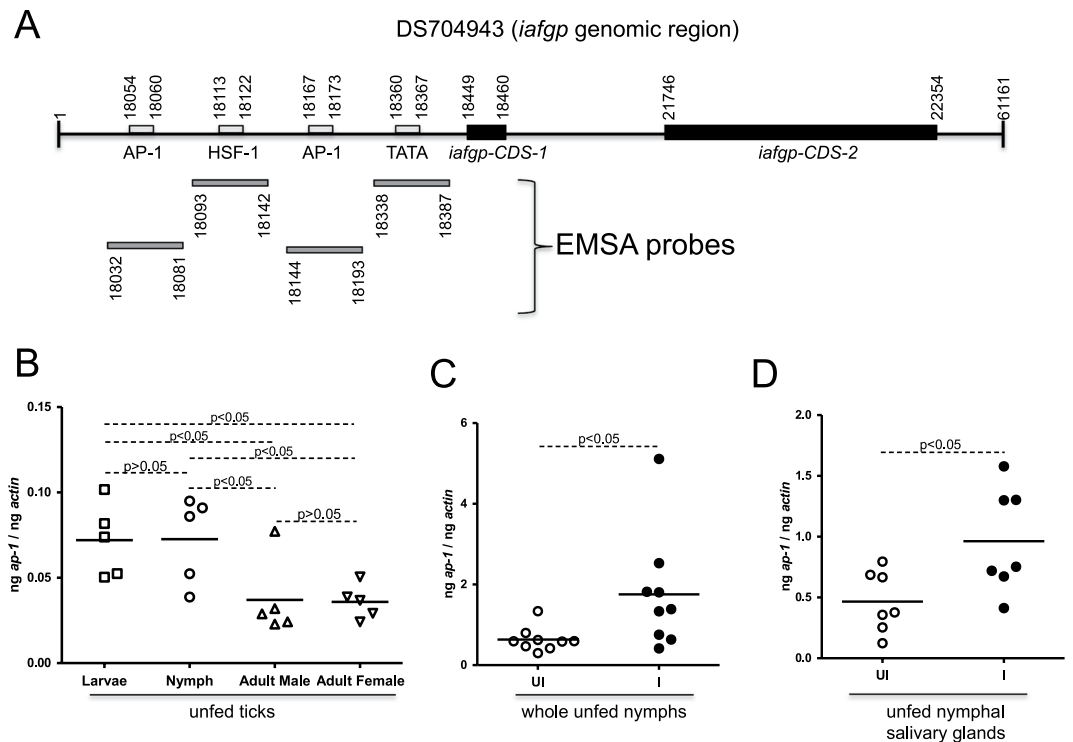 A
DS704943 (iafgp genomic region)
1
18054
18060
18113
18122
18167
18173
18360
18367
18449
18460
21746
22354
61161
AP-1
HSF-1
AP-1
TATA
iafgp-CDS-1
iafgp-CDS-2
18093
18142
18338
18387
18032
18081
18144
18193
EMSA probes
B
ng ap-1 / ng actin
0.15
0.10
0.05
0.00
p<0.05
p<0.05
p<0.05
p>0.05
p<0.05
p>0.05
Larvae
Nymph
Adult Male
Adult Female
unfed ticks
C
ng ap-1 / ng actin
6
4
2
0
p<0.05
UI
I
whole unfed nymphs
D
ng ap-1 / ng actin
2.0
1.5
1.0
0.5
0.0
p<0.05
UI
I
unfed nymphal
salivary glands